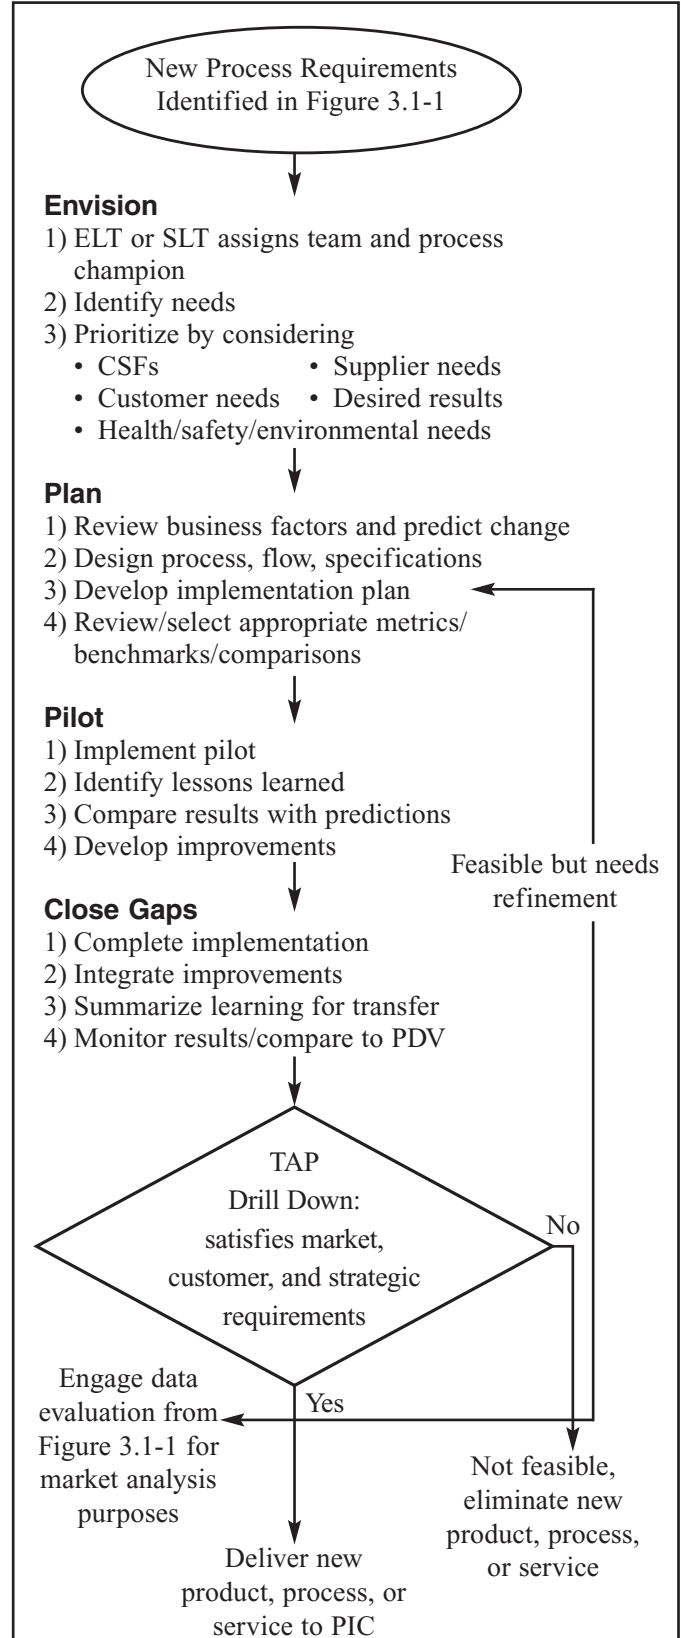 New Process Requirements
Identified in Figure 3.1-1
Envision
1) ELT or SLT assigns team and process
champion
2) Identify needs
3) Prioritize by considering
• CSFs • Supplier needs
• Customer needs • Desired results
• Health/safety/environmental needs
Plan
1) Review business factors and predict change
2) Design process, flow, specifications
3) Develop implementation plan
4) Review/select appropriate metrics/
benchmarks/comparisons
Pilot
1) Implement pilot
2) Identify lessons learned
3) Compare results with predictions
4) Develop improvements
Feasible but needs
refinement
Close Gaps
1) Complete implementation
2) Integrate improvements
3) Summarize learning for transfer
4) Monitor results/compare to PDV
TAP
Drill Down:
satisfies market,
customer, and strategic
requirements
No
Yes
Engage data
evaluation from
Figure 3.1-1 for
market analysis
purposes
Not feasible,
eliminate new
product, process,
or service
Deliver new
product, process, or
service to PIC